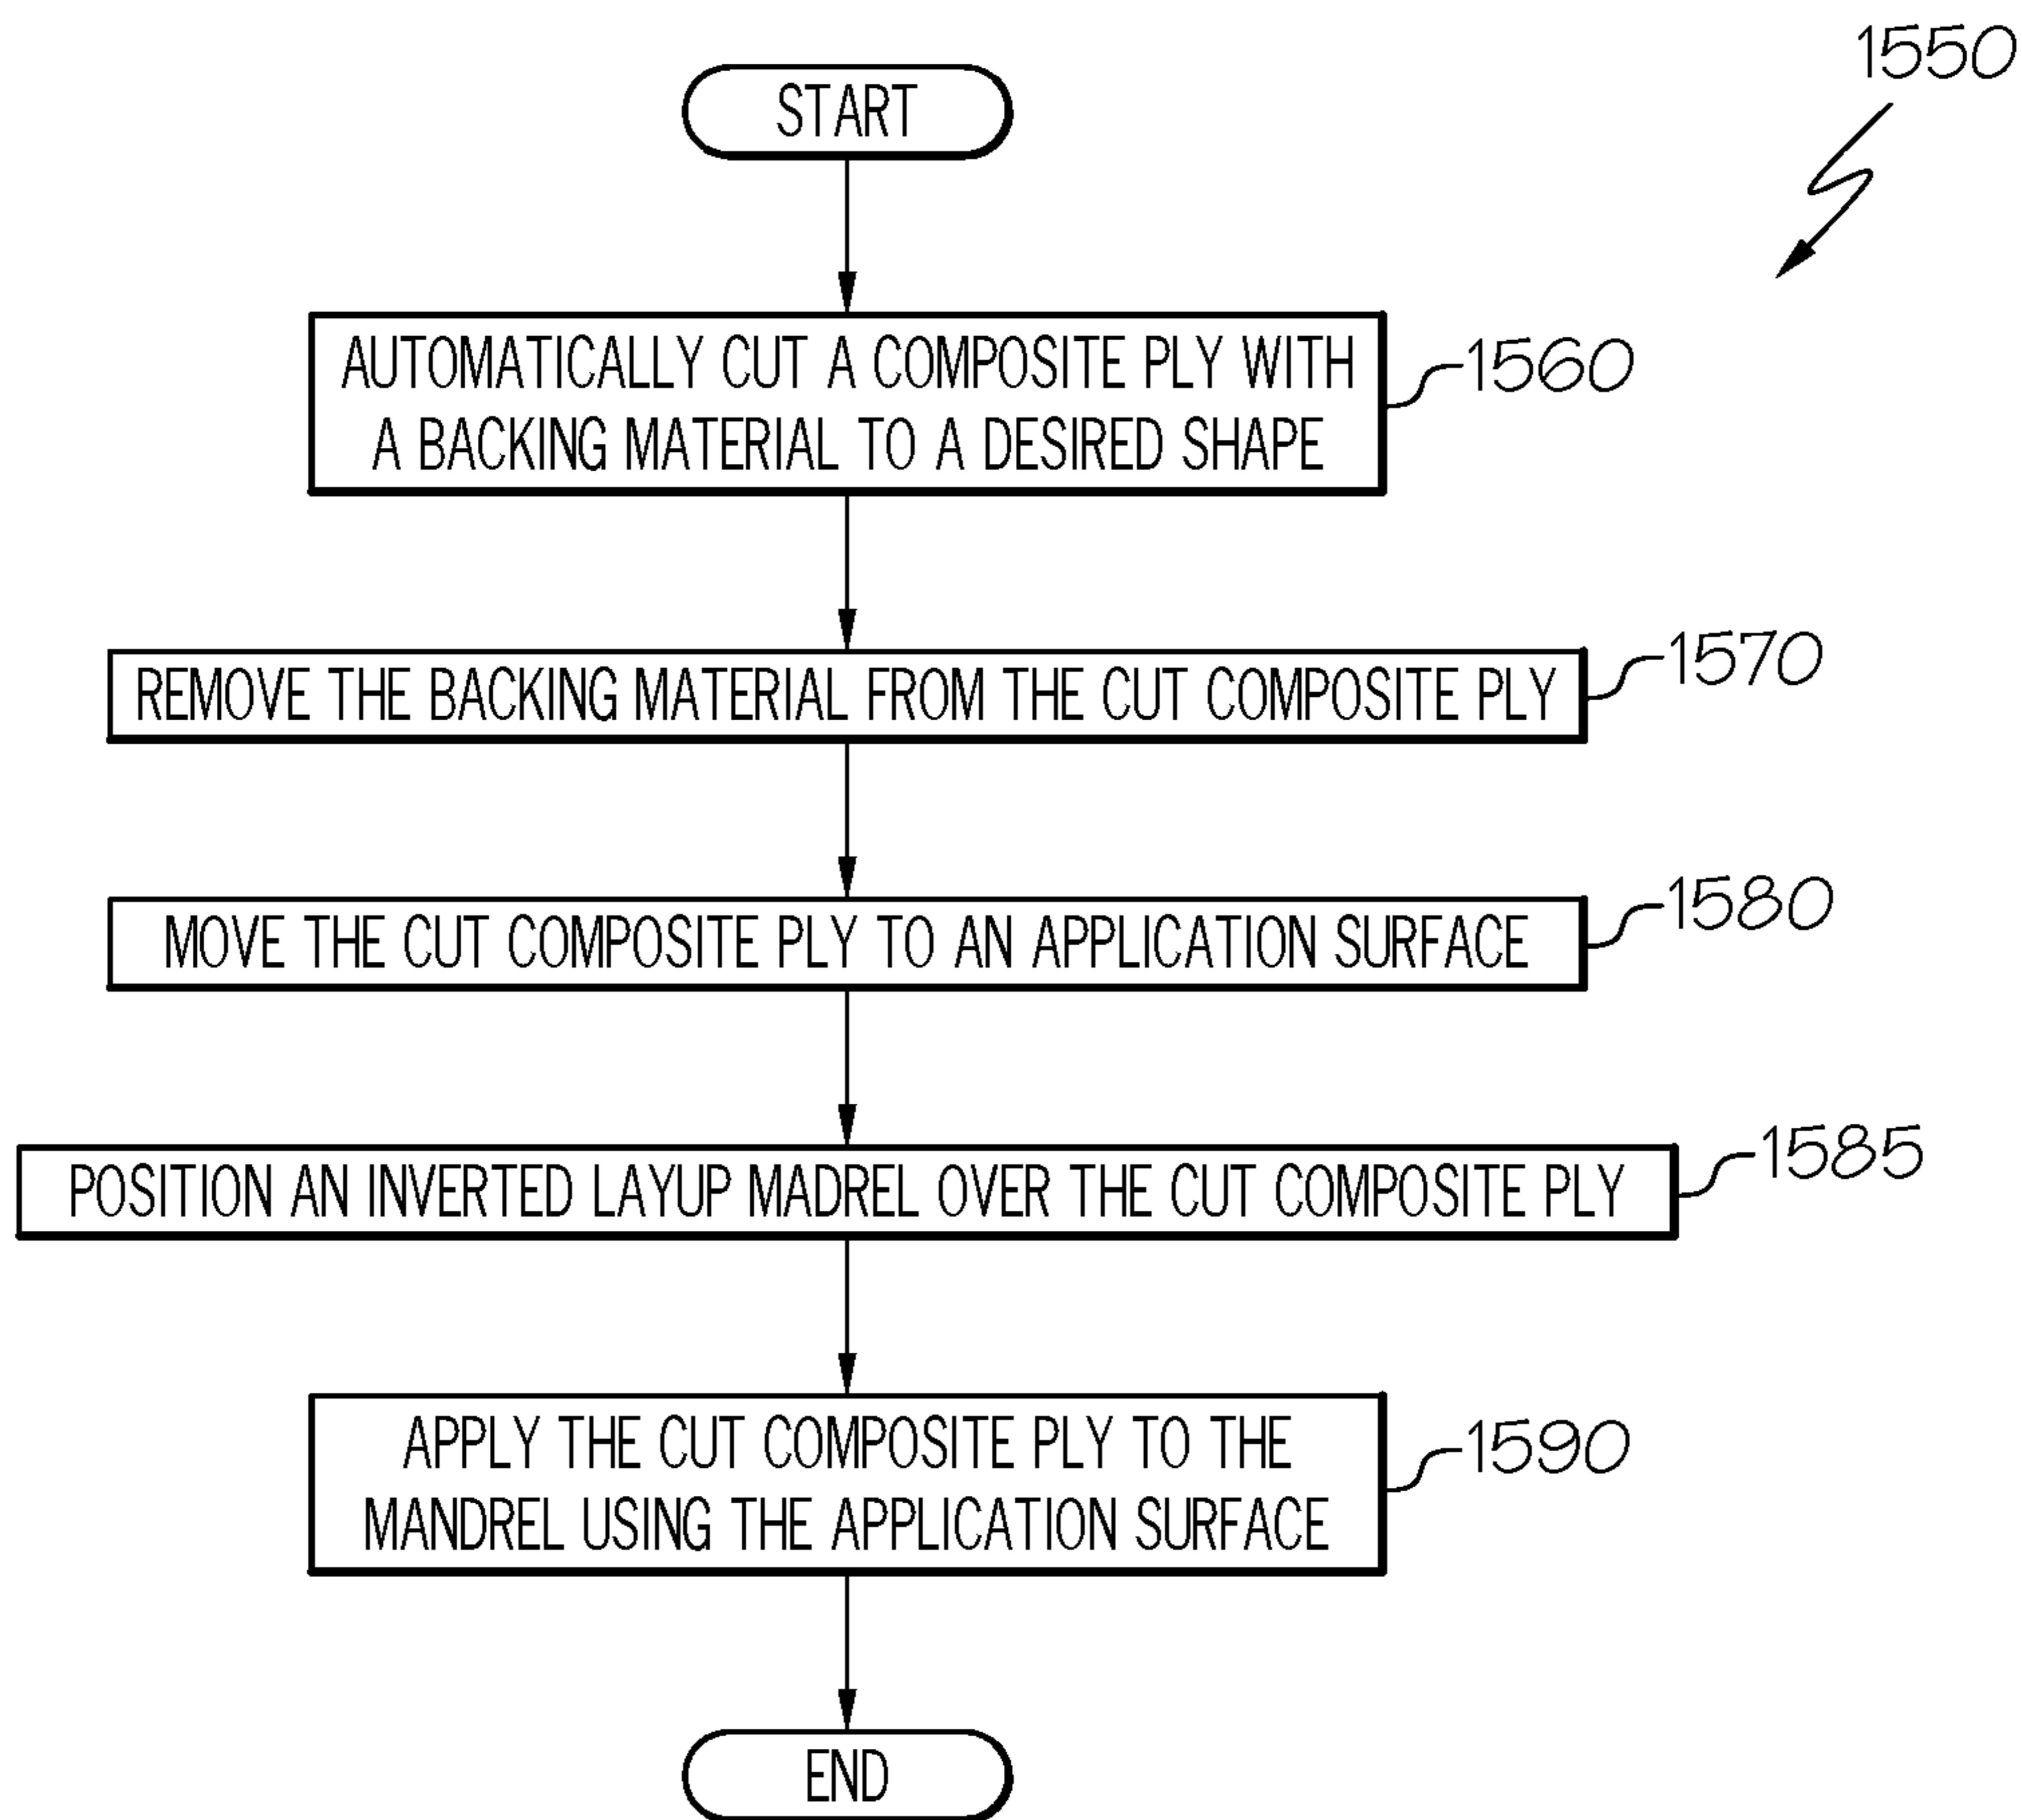 1550
START
AUTOMATICALLY CUT A COMPOSITE PLY WITH
A BACKING MATERIAL TO A DESIRED SHAPE
1560
REMOVE THE BACKING MATERIAL FROM THE CUT COMPOSITE PLY
1570
MOVE THE CUT COMPOSITE PLY TO AN APPLICATION SURFACE
1580
POSITION AN INVERTED LAYUP MADREL OVER THE CUT COMPOSITE PLY
1585
APPLY THE CUT COMPOSITE PLY TO THE
MANDREL USING THE APPLICATION SURFACE
1590
END